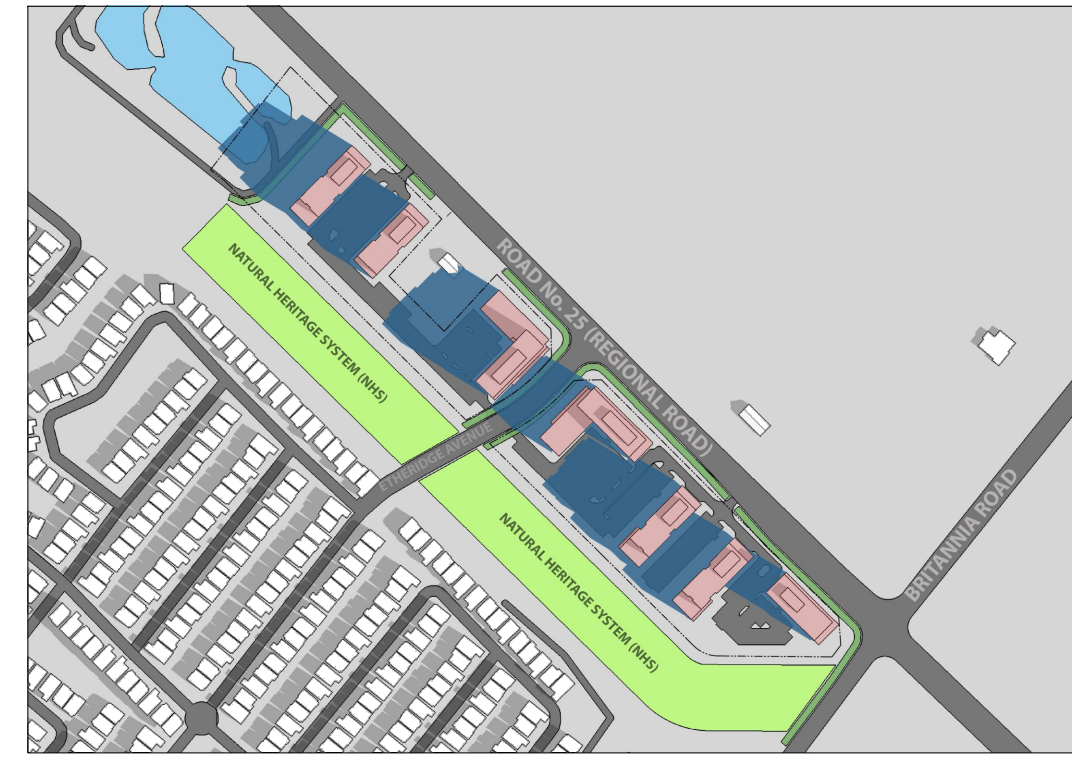 ROAD No. 25 (REGIONAL ROAD)
NATURAL HERITAGE SYSTEM (NHS)
ETHERIDGE AVENUE
BRITANNIA ROAD
NATURAL HERITAGE SYSTEM (NHS)